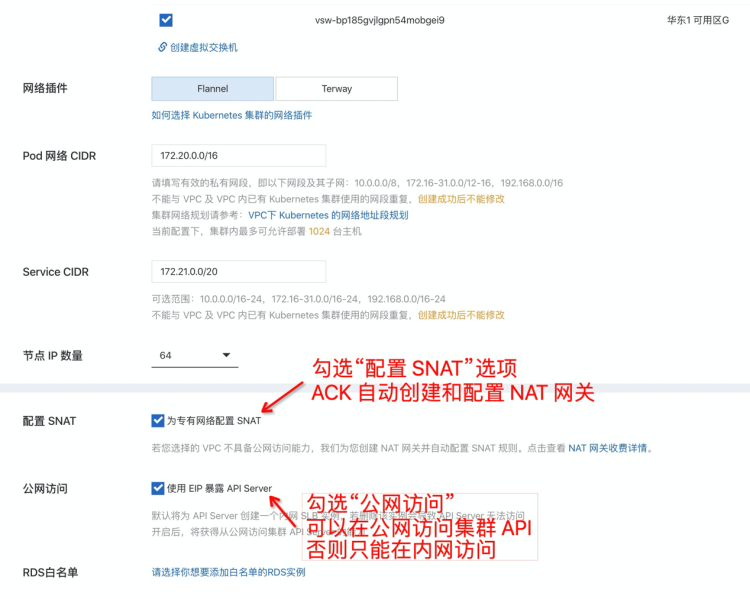 vsw-bp185gvjlgpn54mobgei9 华东1 可用区G
创建虚拟交换机
网络插件 Flannel Terway
如何选择 Kubernetes 集群的网络插件
Pod 网络 CIDR 172.20.0.0/16
请填写有效的私有网段，即以下网段及其子网：10.0.0.0/8，172.16-31.0.0/12-16，192.168.0.0/16
不能与 VPC 及 VPC 内已有 Kubernetes 集群使用的网段重复，创建成功后不能修改
集群网络规划请参考：VPC下 Kubernetes 的网络地址段规划
当前配置下，集群内最多可允许部署 1024 台主机
Service CIDR 172.21.0.0/20
可选范围：10.0.0.0/16-24，172.16-31.0.0/16-24，192.168.0.0/16-24
不能与 VPC 及 VPC 内已有 Kubernetes 集群使用的网段重复，创建成功后不能修改
节点 IP 数量 64
勾选“配置 SNAT”选项
ACK 自动创建和配置 NAT 网关
配置 SNAT 为专有网络配置 SNAT
若您选择的 VPC 不具备公网访问能力，我们为您创建 NAT 网关并自动配置 SNAT 规则。点击查看 NAT 网关收费详情。
公网访问 使用 EIP 暴露 API Server
勾选“公网访问”
可以在公网访问集群 API
否则只能在内网访问
默认将为 API Server 创建一个内网 SLB 实例，若删除该实例会导致 API Server 无法访问
开启后，将获得从公网访问集群 API Server
RDS白名单 请选择你想要添加白名单的RDS实例